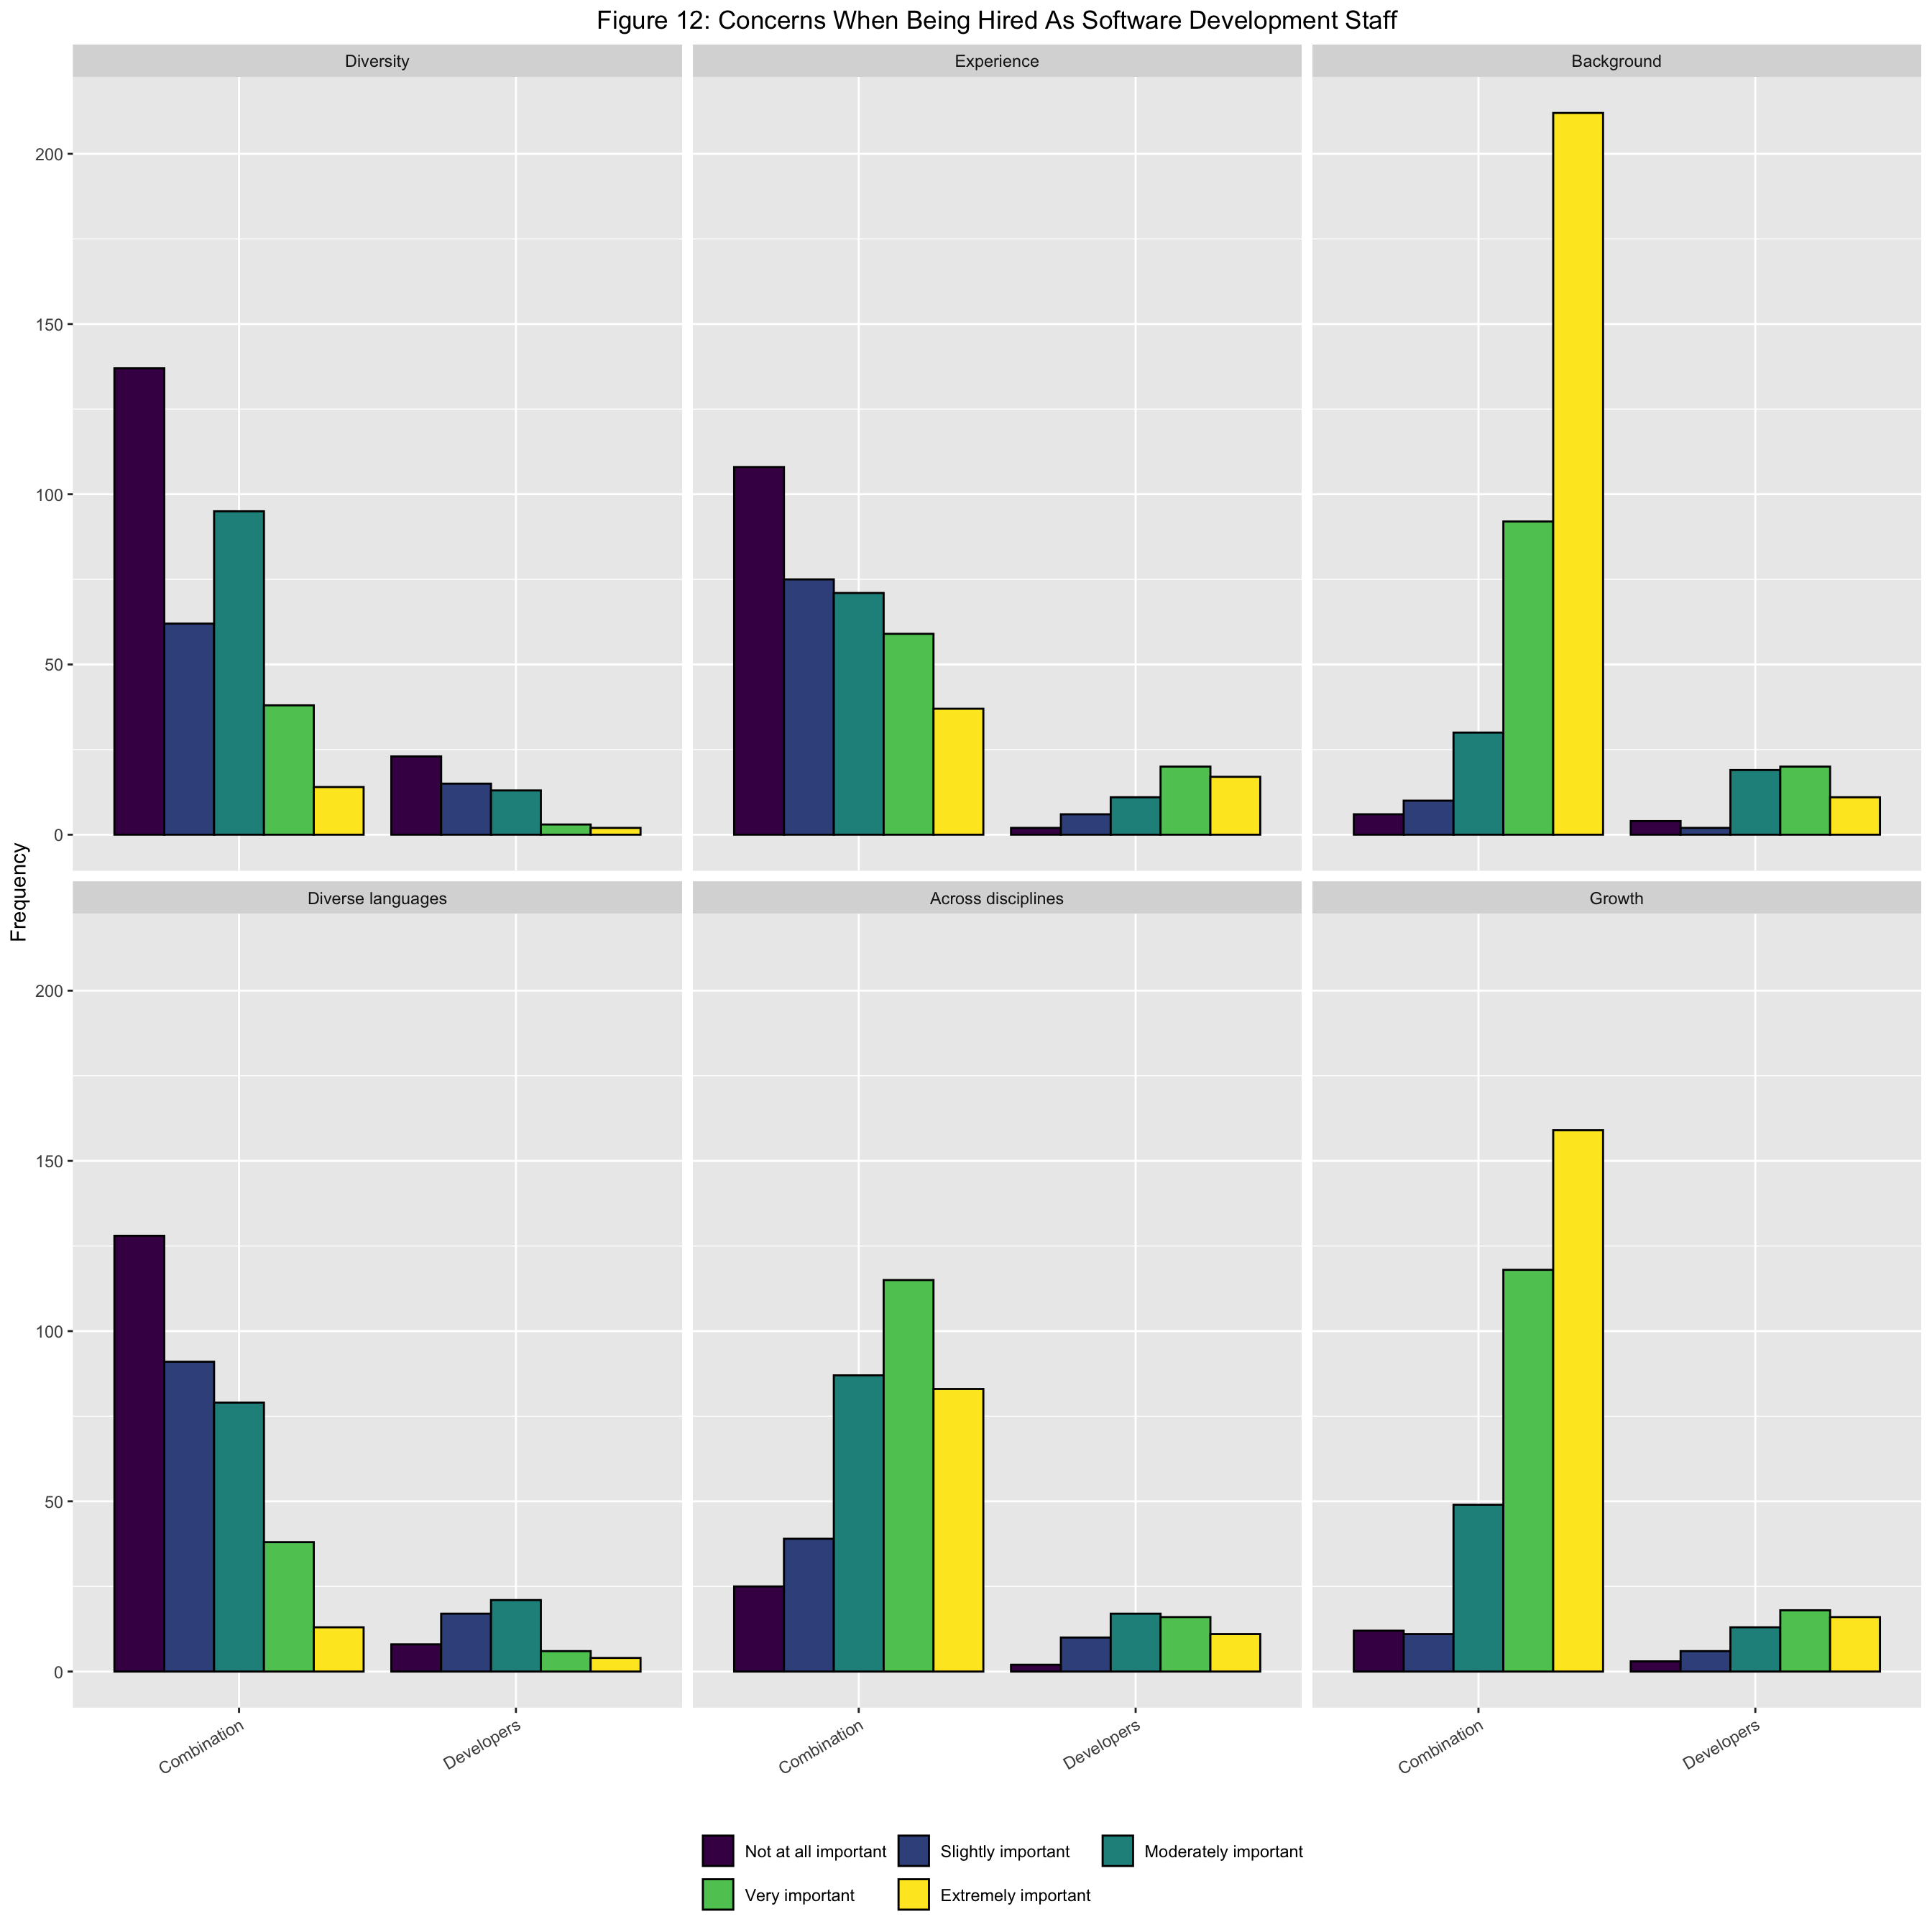 Figure 12: Concerns When Being Hired As Software Development Staff
Diversity
Experience
Background
200
150
100
50
0
Frequency
Diverse languages
Across disciplines
Growth
200
150
100
50
0
Combination
Developers
Combination
Developers
Combination
Developers
Not at all important
Slightly important
Moderately important
Very important
Extremely important